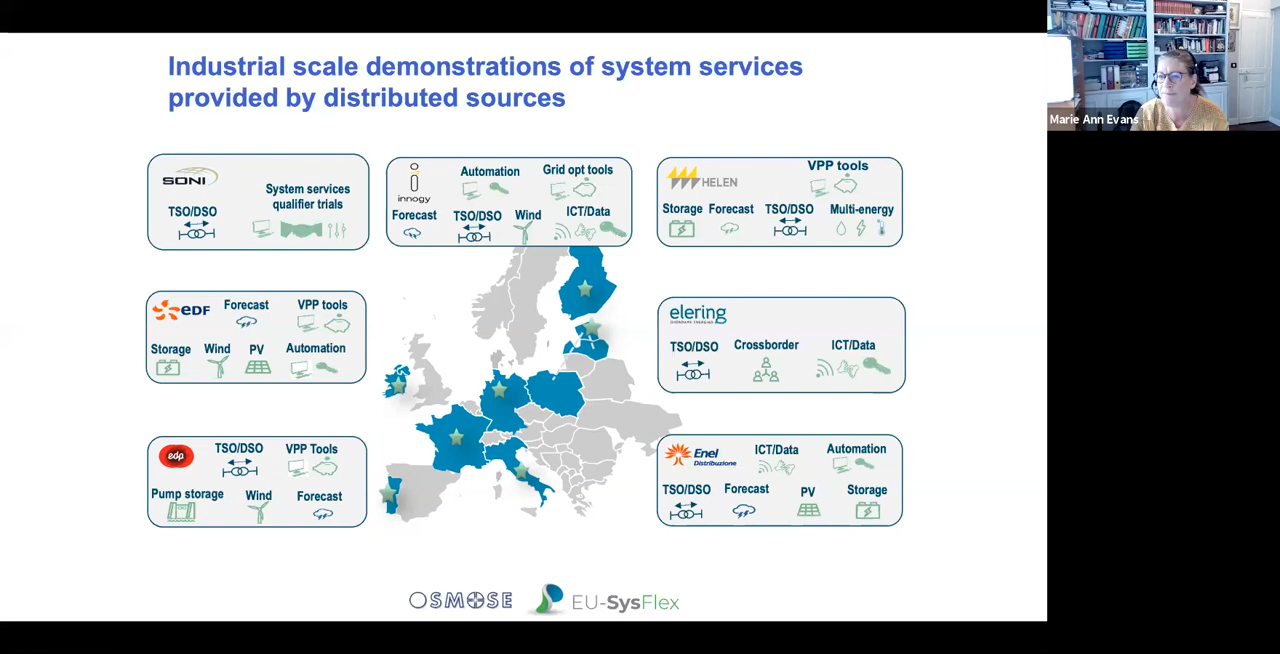 Industrial scale demonstrations of system services
provided by distributed sources
Marie Ann Evans
SONI
System services
qualifier trials
TSO/DSO
innogy
Automation
Grid opt tools
Forecast
TSO/DSO
Wind
ICT/Data
HELEN
VPP tools
Storage
Forecast
TSO/DSO
Multi-energy
eDF
Forecast
VPP tools
Storage
Wind
PV
Automation
elering
TSO/DSO
Crossborder
ICT/Data
edp
TSO/DSO
VPP Tools
Pump storage
Wind
Forecast
Enel
Distribuzione
ICT/Data
Automation
TSO/DSO
Forecast
PV
Storage
OSMOSE
EU-SysFlex